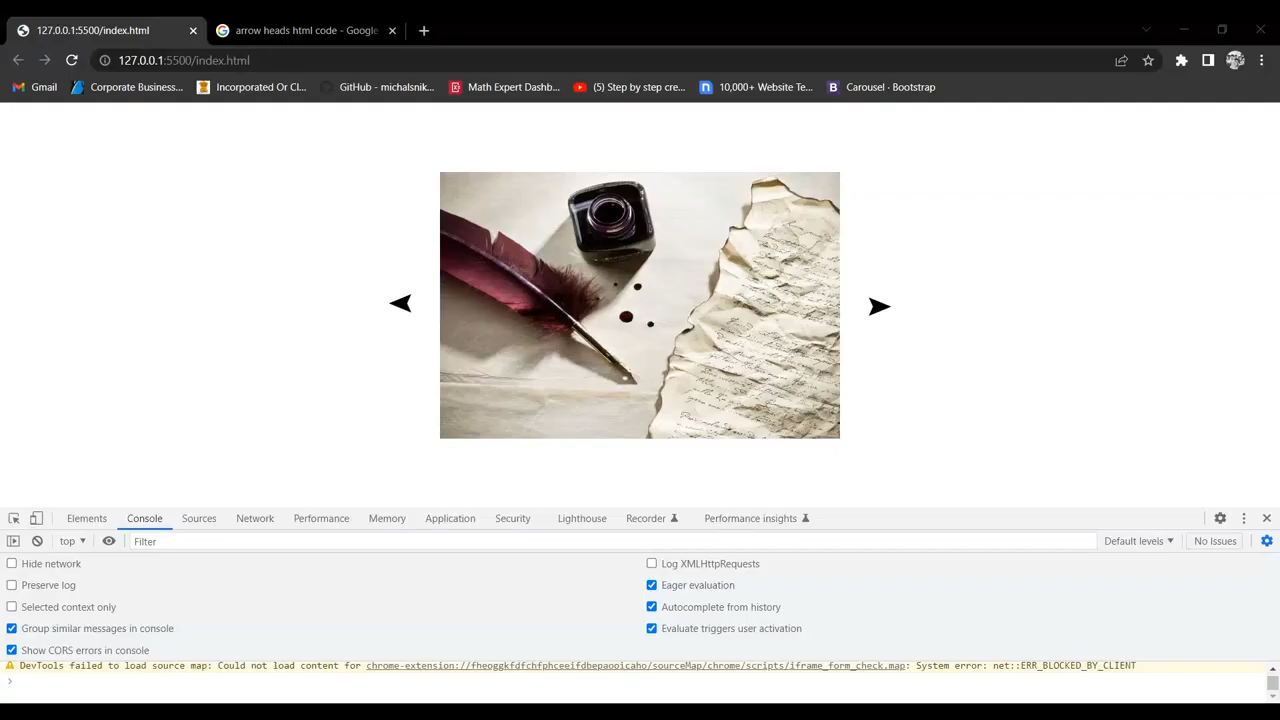 127.0.0.1:5500/index.html
arrow heads html code - Google
127.0.0.1:5500/index.html
Gmail
Corporate Business...
Incorporated Or Cl...
GitHub - michalsnik...
Math Expert Dashb...
(5) Step by step cre...
10,000+ Website Te...
B Carousel · Bootstrap
Elements Console Sources Network Performance Memory Application Security Lighthouse Recorder Performance insights
top Filter Default levels No Issues
Hide network
Log XMLHttpRequests
Preserve log
Eager evaluation
Selected context only
Autocomplete from history
Group similar messages in console
Evaluate triggers user activation
Show CORS errors in console
DevTools failed to load source map: Could not load content for chrome-extension://fheoggkfdfchfphceeifdbepaooicaho/sourceMap/chrome/scripts/iframe_form_check.map: System error: net::ERR_BLOCKED_BY_CLIENT